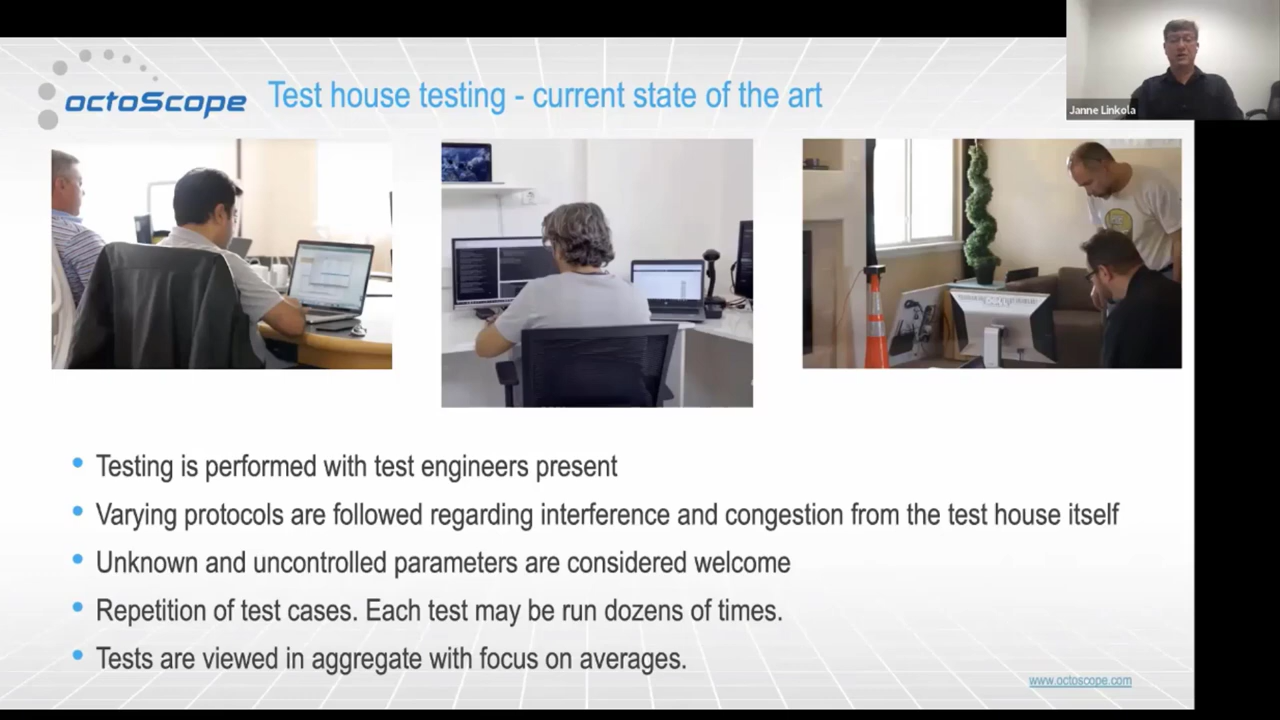 octoScope
Test house testing - current state of the art
Janne Linkola
DELL
Testing is performed with test engineers present
Varying protocols are followed regarding interference and congestion from the test house itself
Unknown and uncontrolled parameters are considered welcome
Repetition of test cases. Each test may be run dozens of times.
Tests are viewed in aggregate with focus on averages.
www.octoscope.com